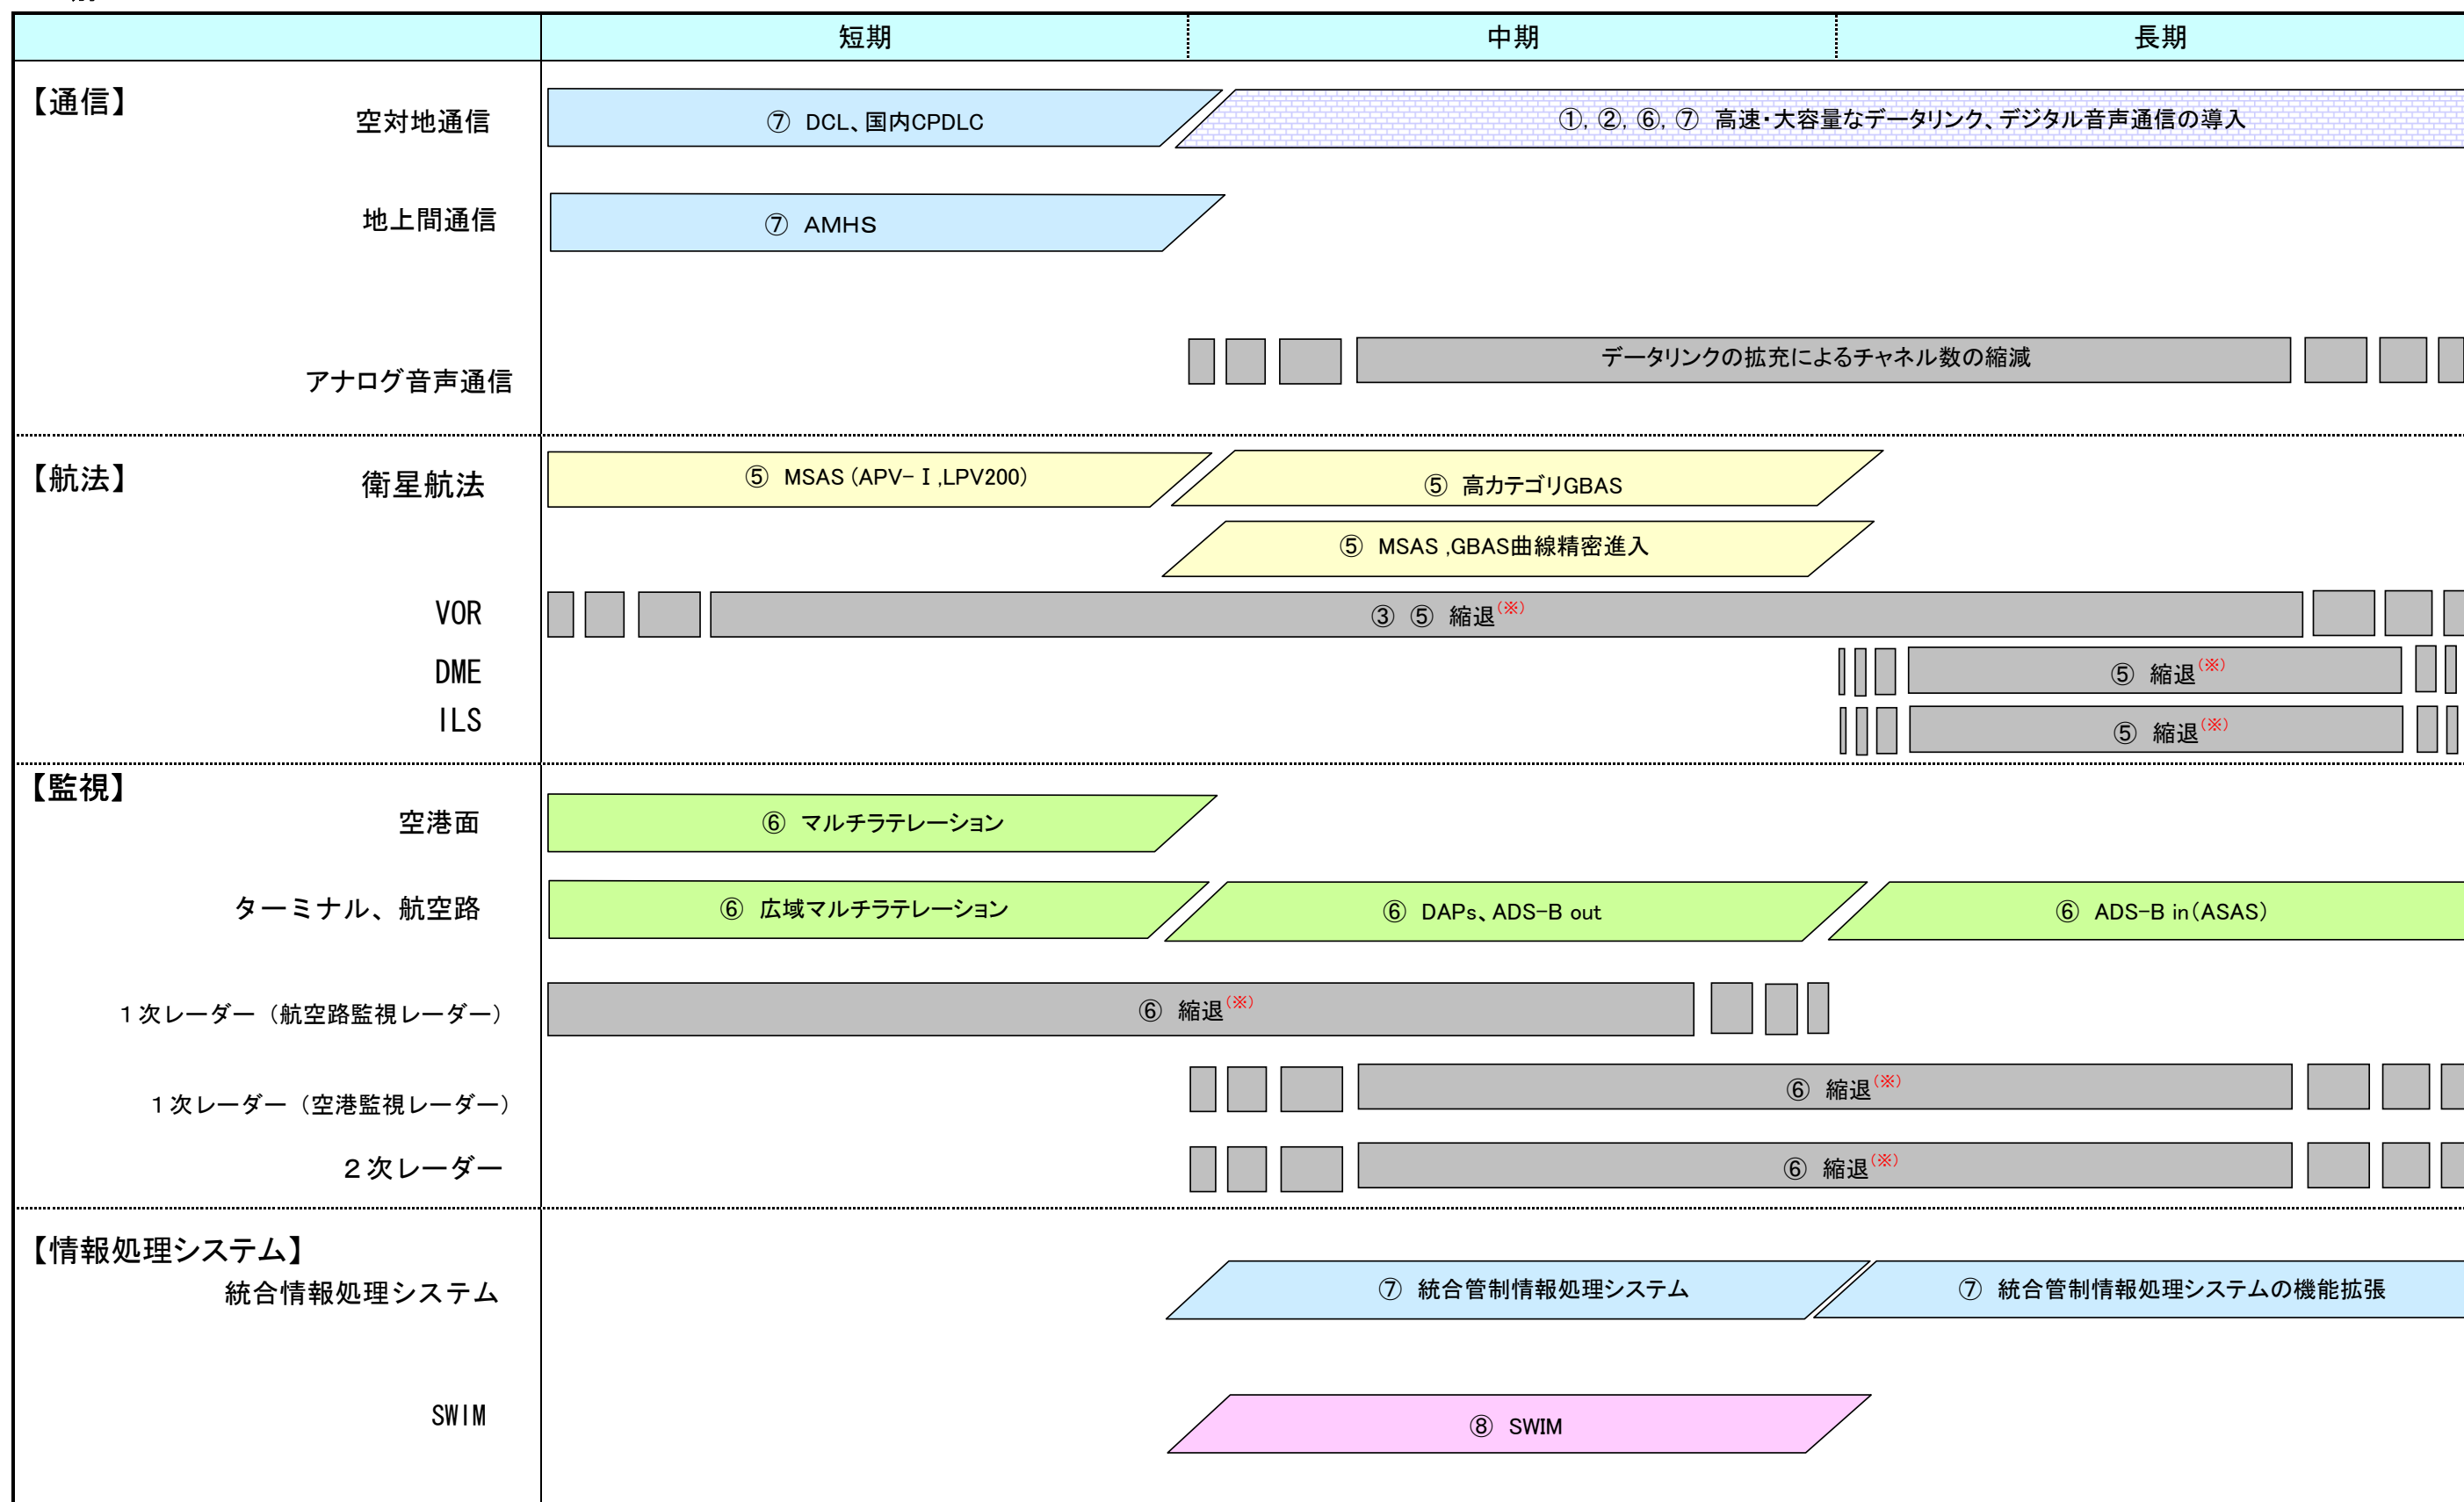 短期 中期 長期
【通信】
空対地通信 ⑦ DCL、国内CPDLC ①, ②, ⑥, ⑦ 高速・大容量なデータリンク、デジタル音声通信の導入
地上間通信 ⑦ AMHS
アナログ音声通信 データリンクの拡充によるチャネル数の縮減
【航法】
衛星航法 ⑤ MSAS (APV-Ⅰ,LPV200) ⑤ 高カテゴリGBAS
⑤ MSAS ,GBAS曲線精密進入
VOR ③ ⑤ 縮退(※)
DME ⑤ 縮退(※)
ILS ⑤ 縮退(※)
【監視】
空港面 ⑥ マルチラテレーション
ターミナル、航空路 ⑥ 広域マルチラテレーション ⑥ DAPs、ADS-B out ⑥ ADS-B in(ASAS)
１次レーダー（航空路監視レーダー） ⑥ 縮退(※)
１次レーダー（空港監視レーダー） ⑥ 縮退(※)
２次レーダー ⑥ 縮退(※)
【情報処理システム】
統合情報処理システム ⑦ 統合管制情報処理システム ⑦ 統合管制情報処理システムの機能拡張
SWIM ⑧ SWIM